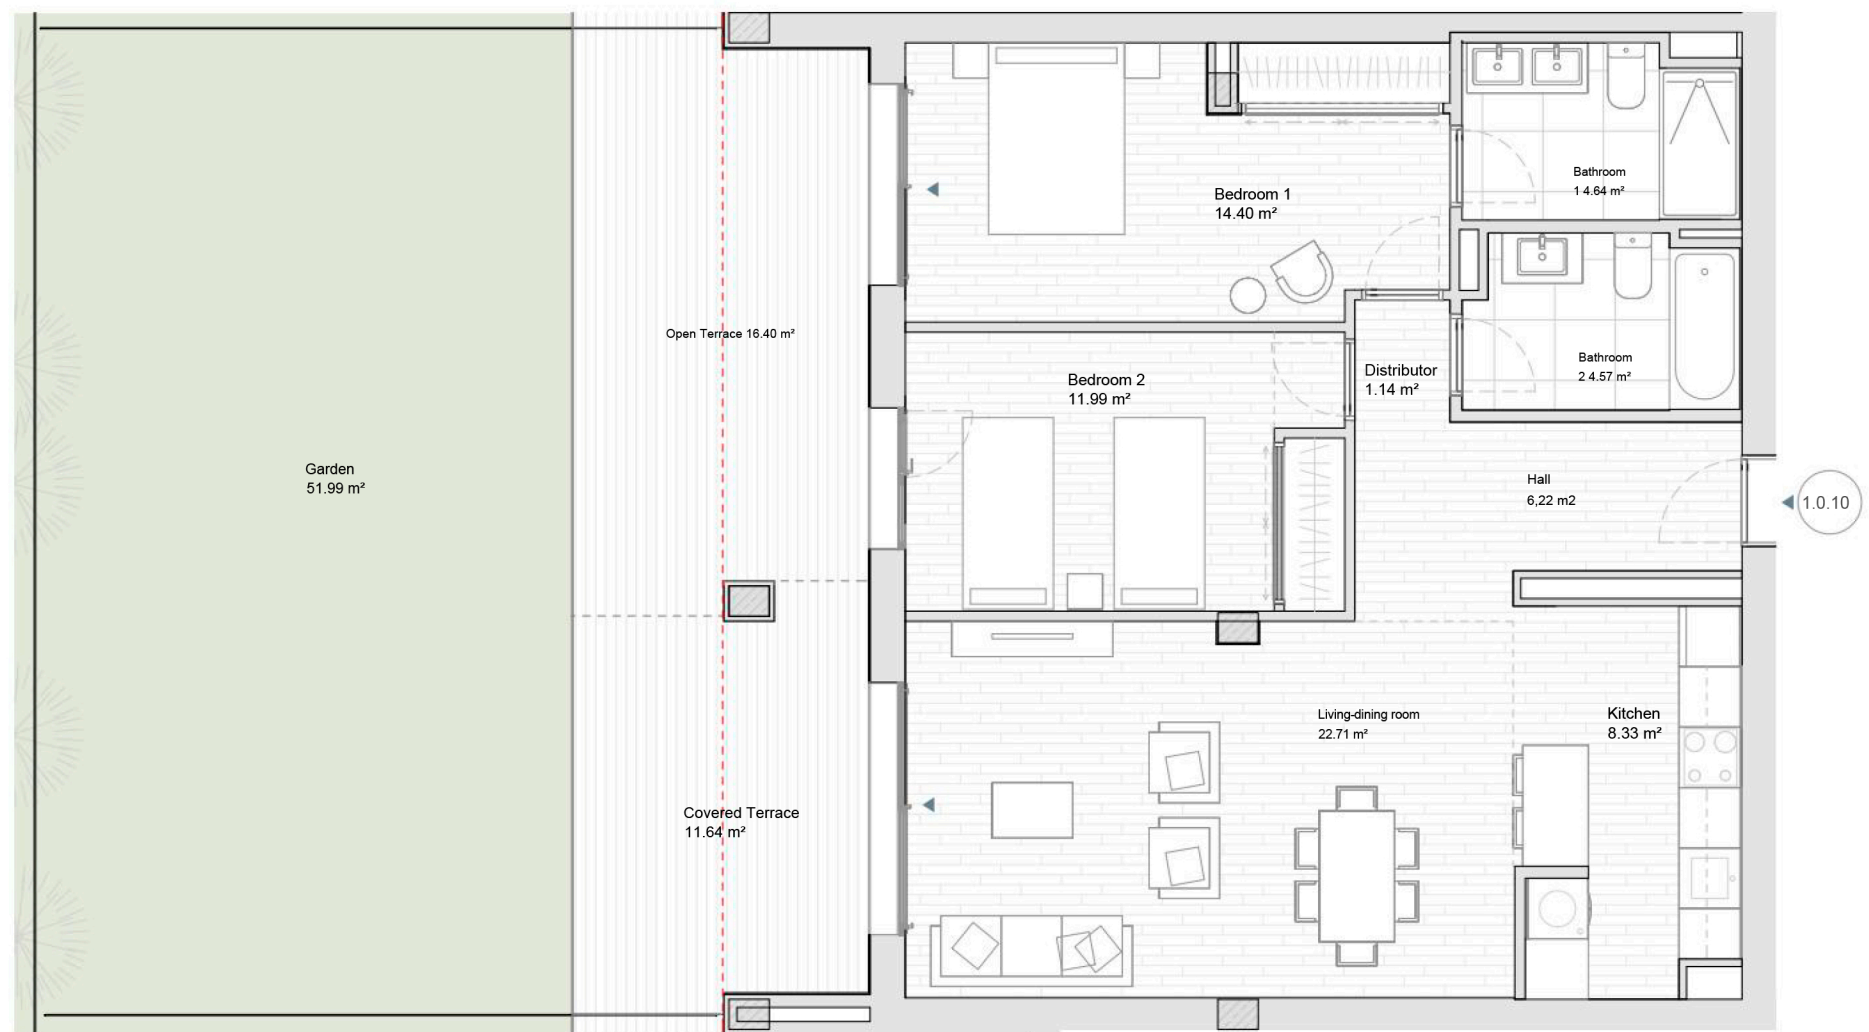 Bathroom
1 4.64 m²
Bedroom 1
14.40 m²
Open Terrace 16.40 m²
Bathroom
2 4.57 m²
Distributor
1.14 m²
Bedroom 2
11.99 m²
Garden
51.99 m²
Hall
6,22 m2
1.0.10
Living-dining room
22.71 m²
Kitchen
8.33 m²
Covered Terrace
11.64 m²